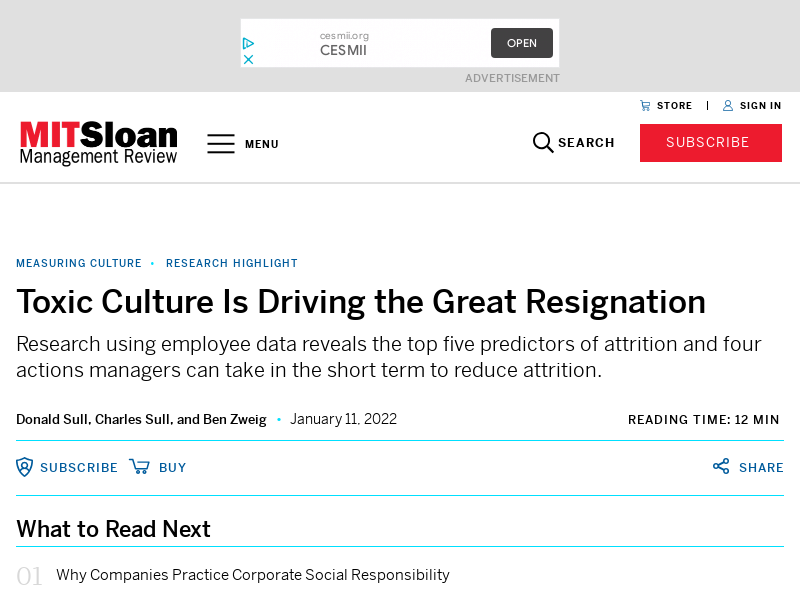 cesmii.org
CESMII
OPEN
ADVERTISEMENT
STORE | SIGN IN
MITSloan
Management Review
MENU
SEARCH
SUBSCRIBE
MEASURING CULTURE • RESEARCH HIGHLIGHT
Toxic Culture Is Driving the Great Resignation
Research using employee data reveals the top five predictors of attrition and four
actions managers can take in the short term to reduce attrition.
Donald Sull, Charles Sull, and Ben Zweig • January 11, 2022
READING TIME: 12 MIN
SUBSCRIBE BUY SHARE
What to Read Next
01 Why Companies Practice Corporate Social Responsibility